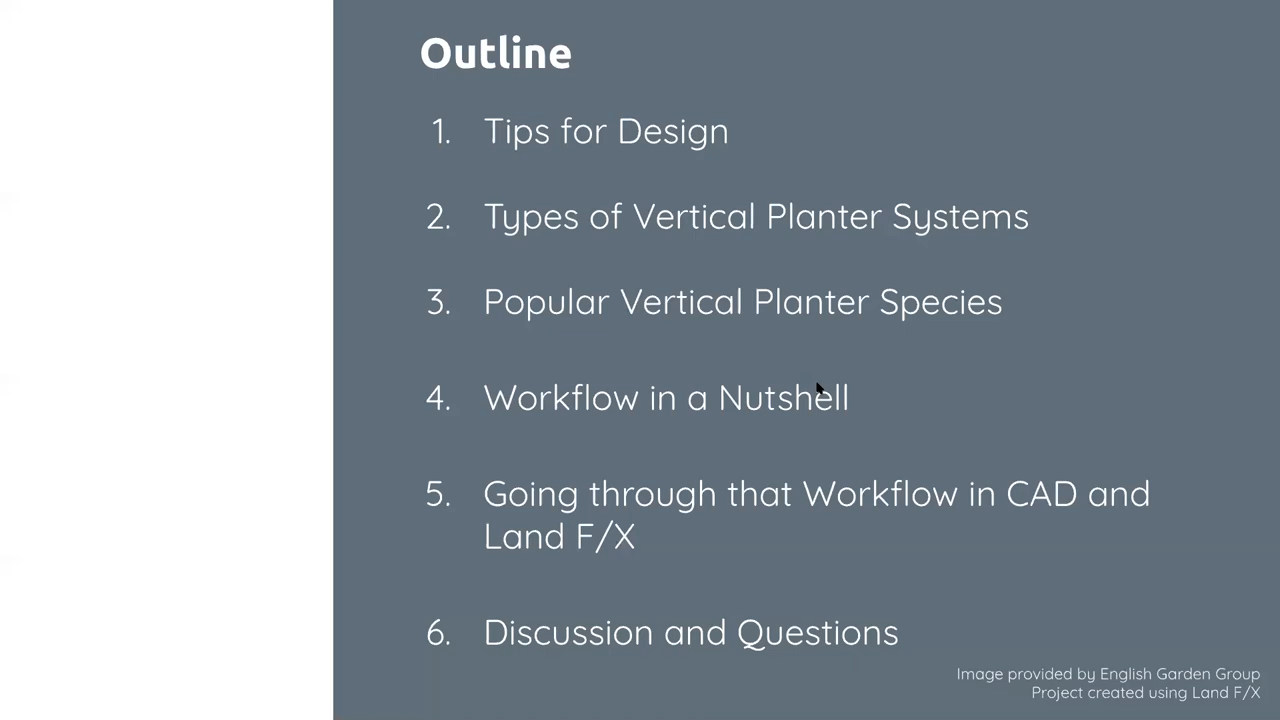 Outline
1. Tips for Design
2. Types of Vertical Planter Systems
3. Popular Vertical Planter Species
4. Workflow in a Nutshell
5. Going through that Workflow in CAD and
Land F/X
6. Discussion and Questions
Image provided by English Garden Group
Project created using Land F/X